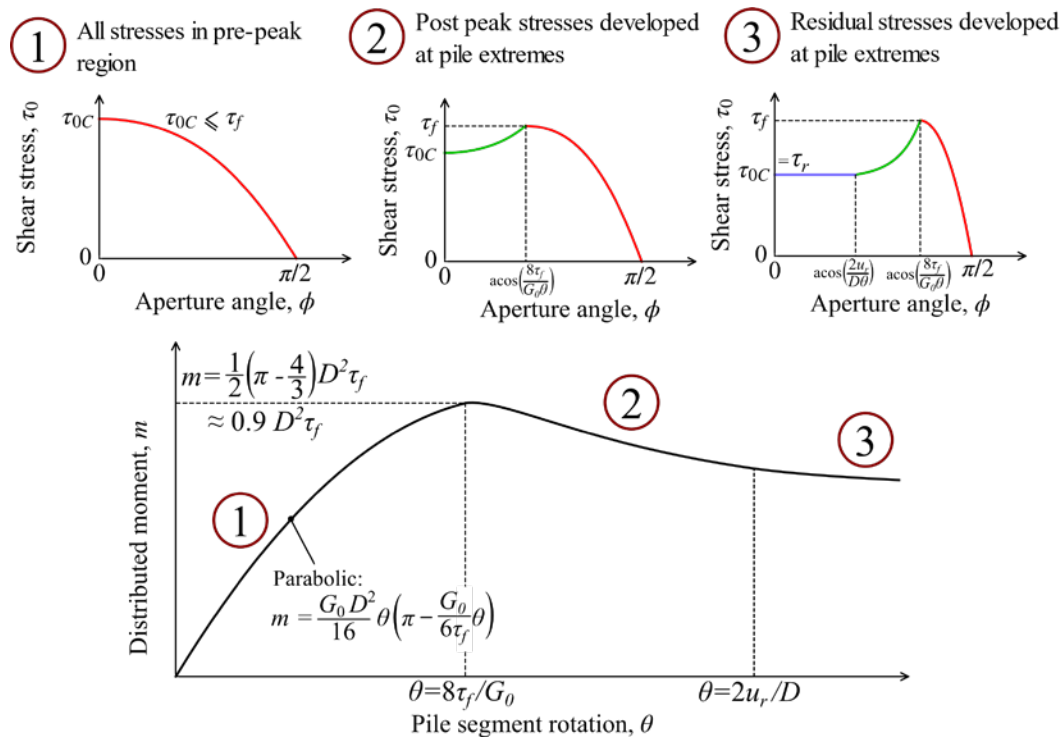 1 All stresses in pre-peak
region
2 Post peak stresses developed
at pile extremes
3 Residual stresses developed
at pile extremes
Shear stress, τ0
τ0C
τ0C ⩽ τf
0
0
π/2
Aperture angle, ϕ
Shear stress, τ0
τf
τ0C
0
0
acos(8τf/G0θ)
π/2
Aperture angle, ϕ
Shear stress, τ0
τf
τ0C =τr
0
0
acos(2ur/Dθ)
acos(8τf/G0θ)
π/2
Aperture angle, ϕ
Distributed moment, m
m=1/2(π-4/3)D²τf
≈0.9 D²τf
1
2
3
Parabolic:
m=G0D²/16 θ(π-G0/6τf θ)
θ=8τf/G0
θ=2ur/D
Pile segment rotation, θ